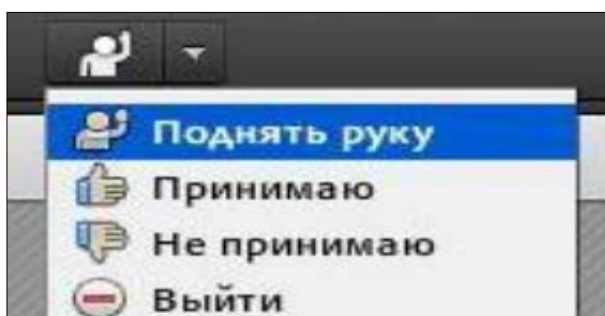 Поднять руку
Принимаю
Не принимаю
Выйти